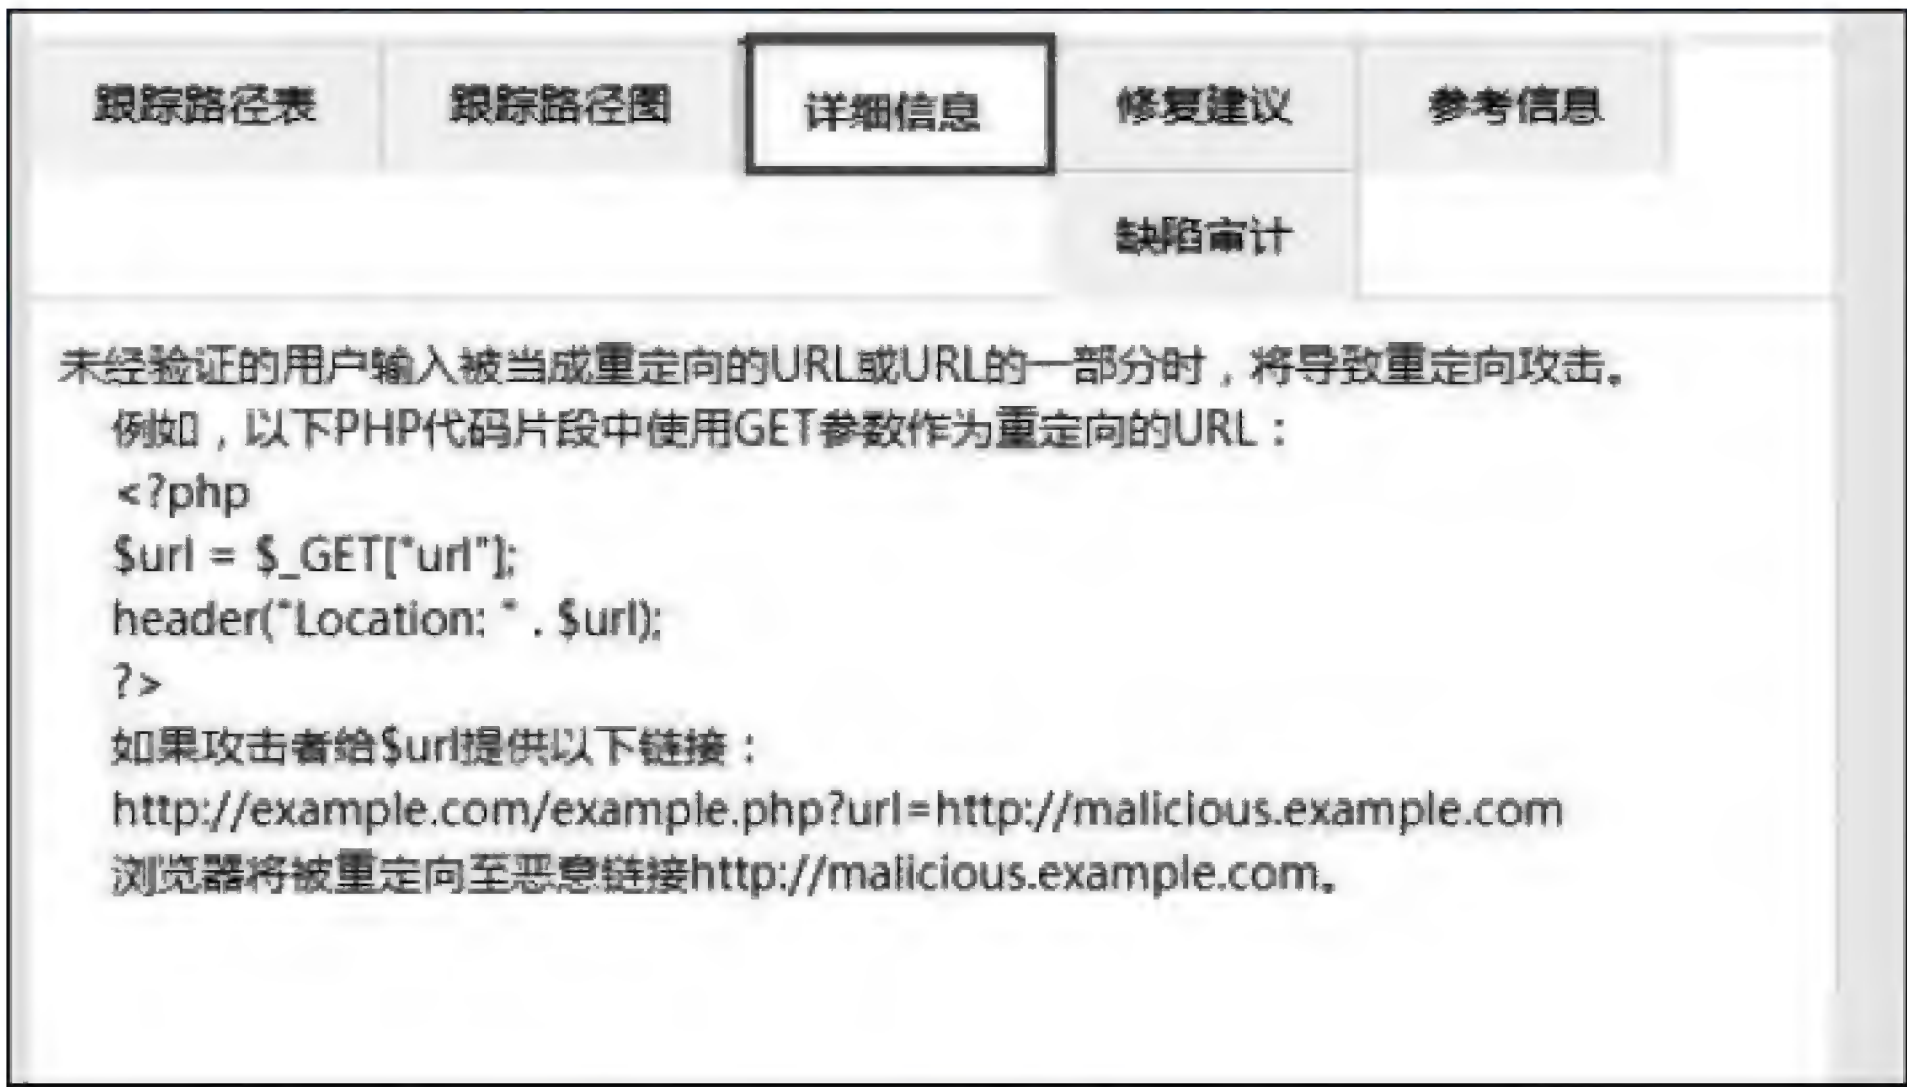 跟踪路径表 跟踪路径图 详细信息 修复建议 参考信息
缺陷审计
未经验证的用户输入被当成重定向的URL或URL的一部分时，将导致重定向攻击。
例如，以下PHP代码片段中使用GET参数作为重定向的URL：
<?php
$url = $_GET["url"];
header("Location: " . $url);
?>
如果攻击者给$url提供以下链接：
http://example.com/example.php?url=http://malicious.example.com
浏览器将被重定向至恶意链接http://malicious.example.com。